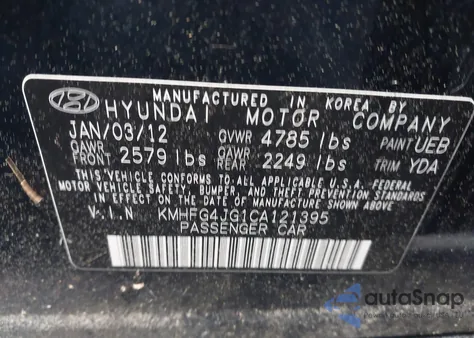 MANUFACTURED IN KOREA BY
HYUNDAI MOTOR COMPANY
JAN/03/12 GVWR 4785 lbs PAINT UEB
GAWR FRONT 2579 lbs GAWR REAR 2249 lbs TRIM YDA
THIS VEHICLE CONFORMS TO ALL APPLICABLE U.S.A. FEDERAL
MOTOR VEHICLE SAFETY, BUMPER, AND THEFT PREVENTION STANDARDS
IN EFFECT ON THE DATE OF MANUFACTURE SHOWN ABOVE.
V.I.N KMHFG4JG1CA121395
PASSENGER CAR
autoSnap